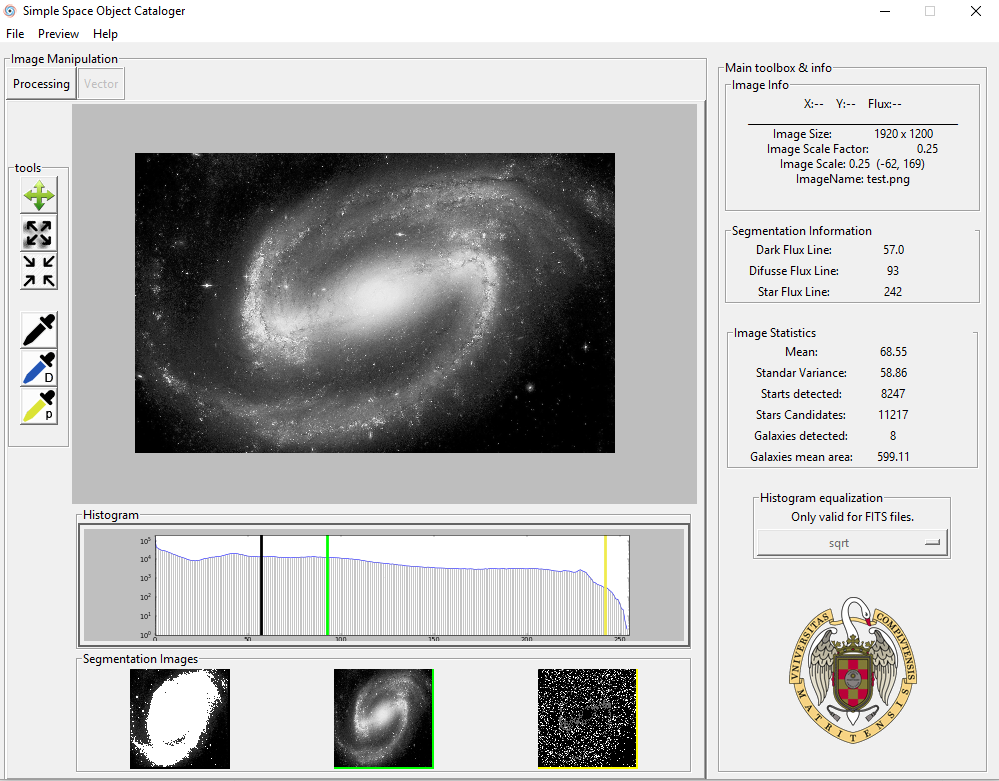 Simple Space Object Cataloger
File Preview Help
Image Manipulation
Processing Vector
tools
D
p
Histogram
10^5
10^4
10^3
10^2
10^1
10^0
0 50 100 150 200 250
Segmentation Images
Main toolbox & info
Image Info
X:-- Y:-- Flux:--
Image Size: 1920 x 1200
Image Scale Factor: 0.25
Image Scale: 0.25 (-62, 169)
ImageName: test.png
Segmentation Information
Dark Flux Line: 57.0
Difusse Flux Line: 93
Star Flux Line: 242
Image Statistics
Mean: 68.55
Standar Variance: 58.86
Starts detected: 8247
Stars Candidates: 11217
Galaxies detected: 8
Galaxies mean area: 599.11
Histogram equalization
Only valid for FITS files.
sqrt
VNIVERSITAS COMPLVTENSIS
MATRITENSIS